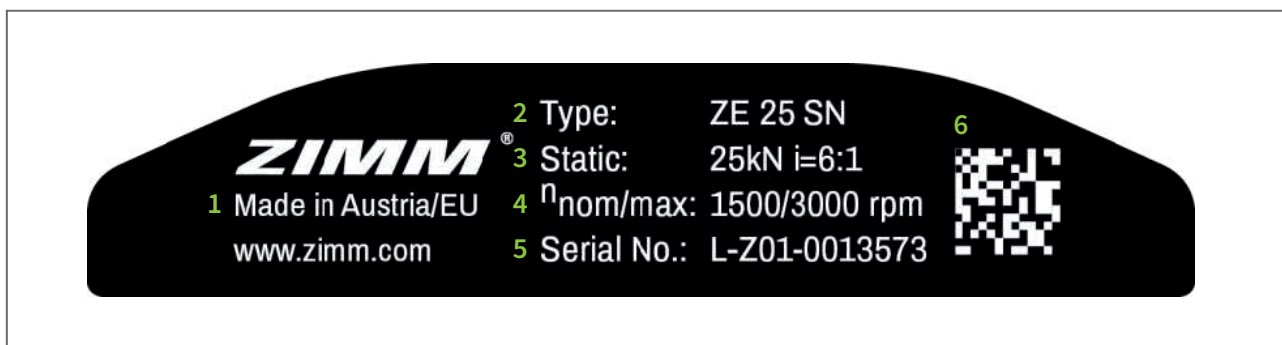 ZIMM®
1 Made in Austria/EU
www.zimm.com
2 Type: ZE 25 SN
3 Static: 25kN i=6:1
4 nnom/max: 1500/3000 rpm
5 Serial No.: L-Z01-0013573
6